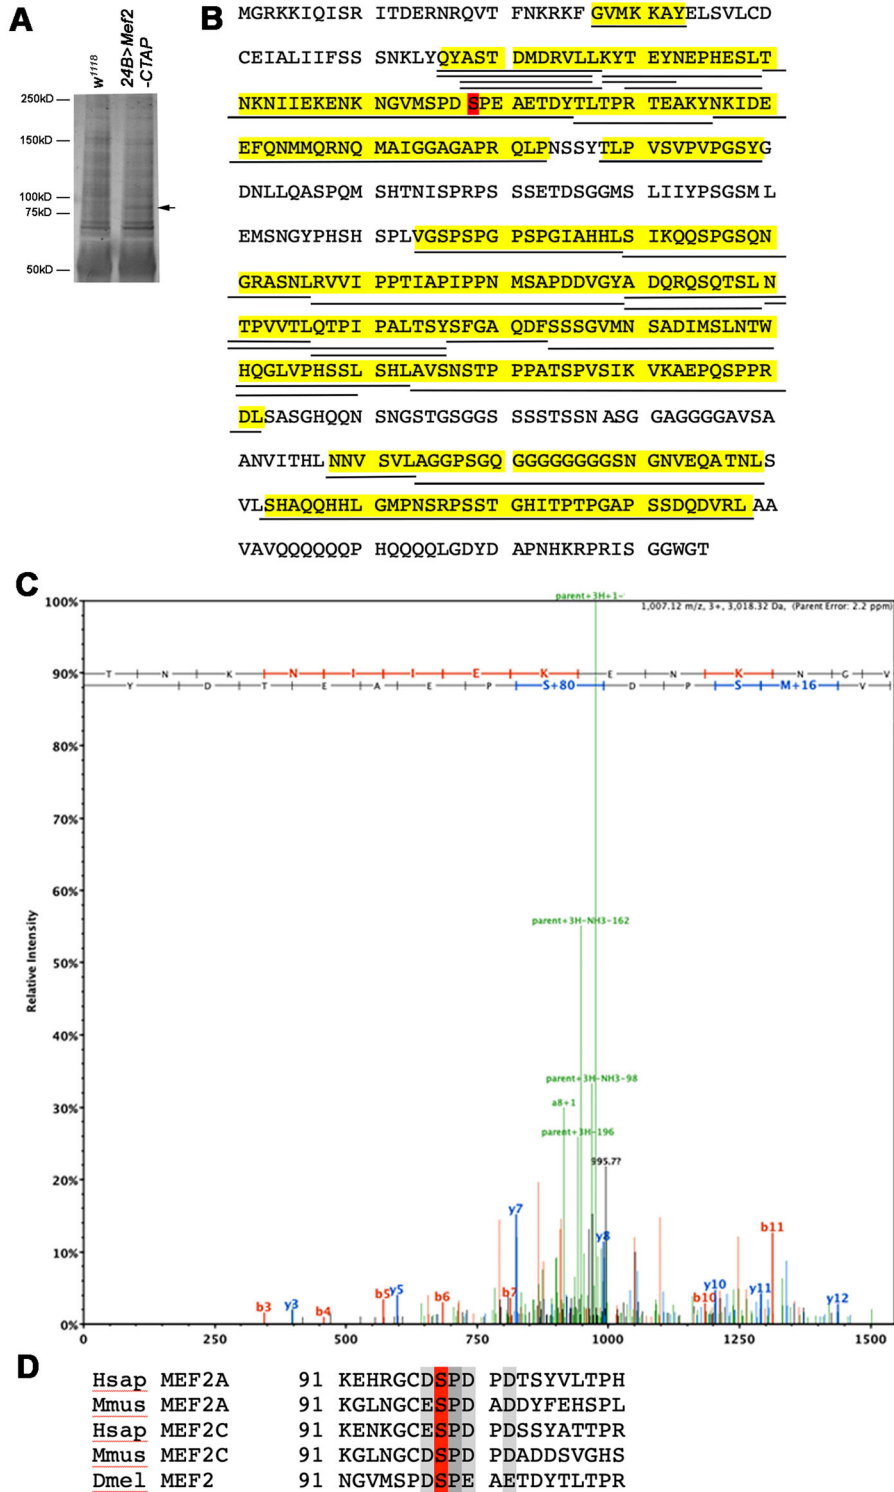 A
w1118
24B>Mef2
-CTAP
250kD
150kD
100kD
75kD
50kD
B
MGRKKIQISR ITDERNRQVT FNKRKF GVMK KAYELSVLCD
CEIALIIFSS SNKLYQYAST DMDRVLLKYT EYNEPHESLT
NKNIIEKENK NGVMSPD SPE AETDYTLTPR TEAKYNKIDE
EFQNMMQRNQ MAIGGAGAPR QLPNSSYTLP VSVPVPGSYG
DNLLQASPQM SHTNISPRPS SSETDSGGMS LIIYPSGSML
EMSNGYPHSH SPLVGSPSPG PSPGIAHHLS IKQQSPGSQN
GRASNLRVVI PPTIAPIPPN MSAPDDVGYA DQRQSQTSLN
TPVVTLQTPI PALTSYSFGA QDFSSSGVMN SADIMSLNTW
HQGLVPHSSL SHLAVSNSTP PPATSPVSIK VKAEPQSPPR
DLSASGHQQN SNGSTGSGGS SSSTSSNASG GAGGGGAVSA
ANVITHLNNV SVLAGGPSGQ GGGGGGGGSN GNVEQATNLS
VLSHAQQHHL GMPNSRPSST GHITPTPGAP SSDQDVRLAA
VAVQQQQQQP HQQQQLGDYD APNHKRPRIS GGWGT
C
parent+3H+1-
1,007.12 m/z, 3+, 3,018.32 Da, (Parent Error: 2.2 ppm)
100%
T N K N I I E K E N K N G V
90%
Y D T E A E P S+80 D P S M+16 V
80%
70%
60%
parent+3H-NH3-162
50%
40%
parent+3H-NH3-98
a8+1
30%
parent+3H-196
995.7?
20%
y7
y8
b11
10%
b3 y3 b4 b5 y5 b6 b7 b10 y10 y11 y12
0%
0 250 500 750 1000 1250 1500
Relative Intensity
D
Hsap MEF2A 91 KEHRGCDSPD PDTSYVLTPH
Mmus MEF2A 91 KGLNGCESPD ADDYFEHSPL
Hsap MEF2C 91 KENKGCESPD PDSSYATTPR
Mmus MEF2C 91 KGLNGCDSPD PDADDSVGHS
Dmel MEF2 91 NGVMSPDSPE AETDYTLTPR